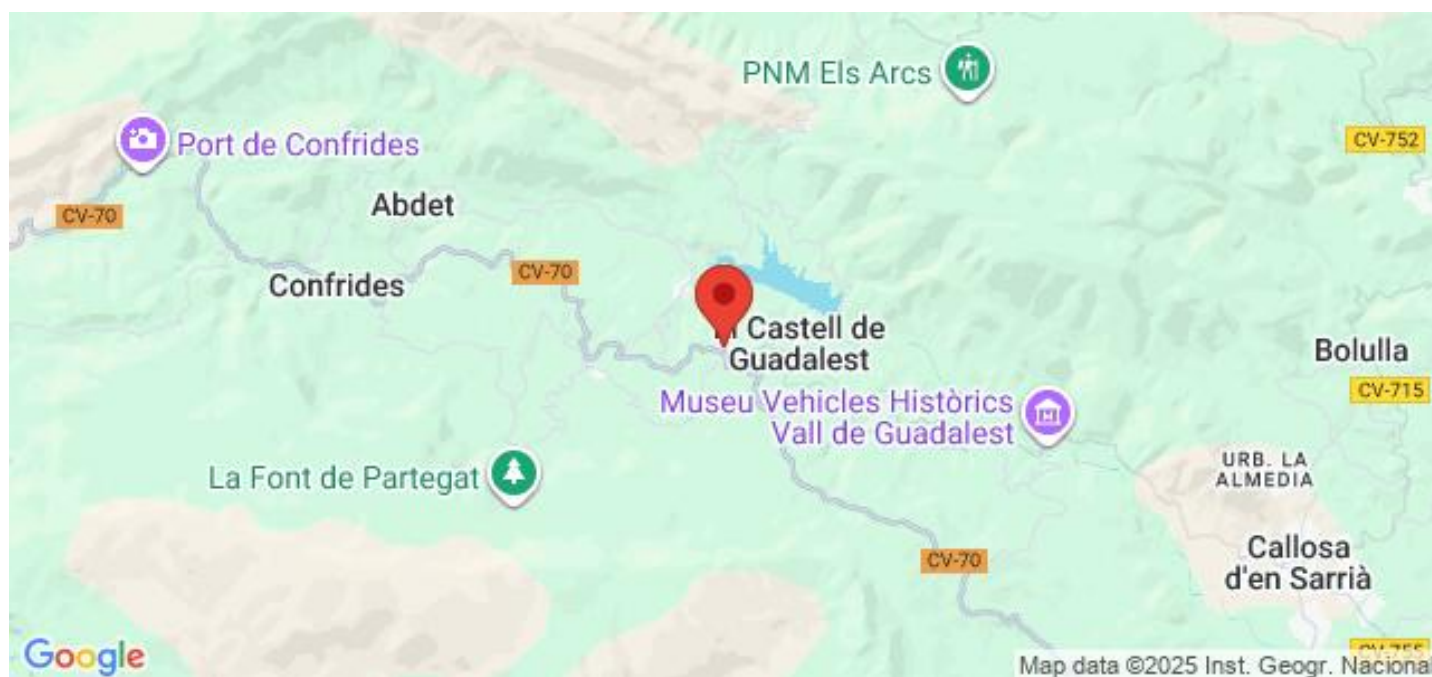 PNM Els Arcs
CV-752
Port de Confrides
Abdet
CV-70
CV-70
Confrides
Castell de
Guadalest
Bolulla
CV-715
Museu Vehicles Històrics
Vall de Guadalest
URB. LA
ALMEDIA
La Font de Partegat
CV-70
Callosa
d'en Sarrià
CV-755
Google
Map data ©2025 Inst. Geogr. Nacional